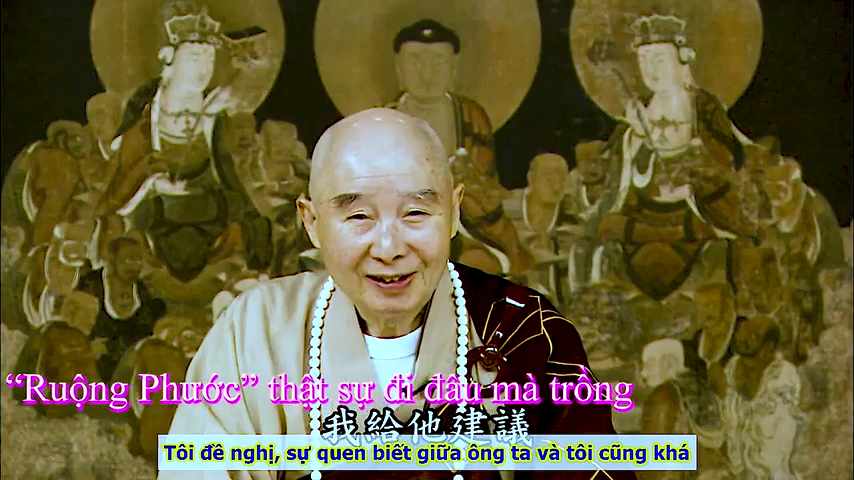 “Ruộng Phước” thật sự đi đâu mà trồng
我給他建議
Tôi đề nghị, sự quen biết giữa ông ta và tôi cũng khá